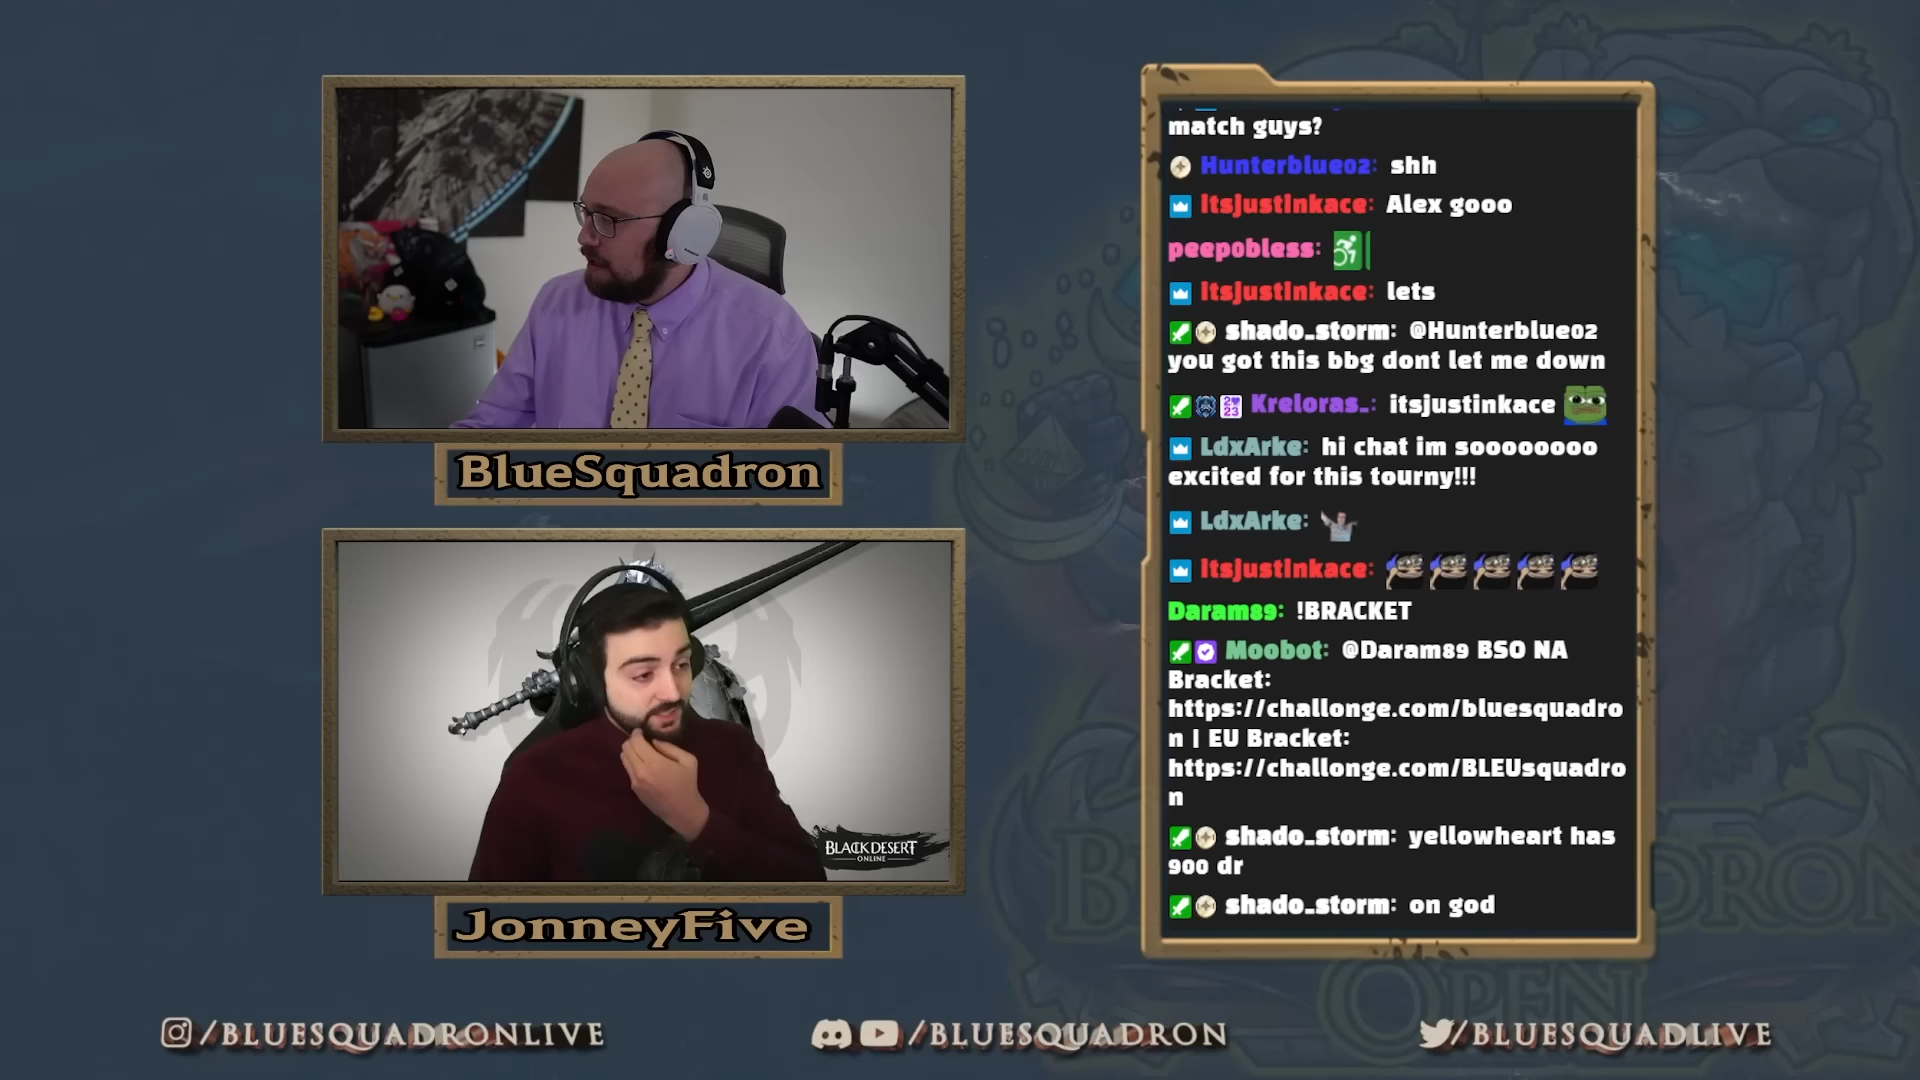 BlueSquadron
BLACK DESERT
ONLINE
JonneyFive
match guys?
Hunterblue02: shh
itsjustinkace: Alex gooo
peepobless:
itsjustinkace: lets
shado_storm: @Hunterblue02
you got this bbg dont let me down
2
23
Kreloras_: itsjustinkace
LdxArke: hi chat im soooooooo
excited for this tourny!!!
LdxArke:
itsjustinkace:
Daram89: !BRACKET
Moobot: @Daram89 BSO NA
Bracket:
https://challonge.com/bluesquadro
n | EU Bracket:
https://challonge.com/BLEUsquadro
n
shado_storm: yellowheart has
900 dr
shado_storm: on god
OPEN
/BLUESQUADRONLIVE
/BLUESQUADRON
/BLUESQUADLIVE